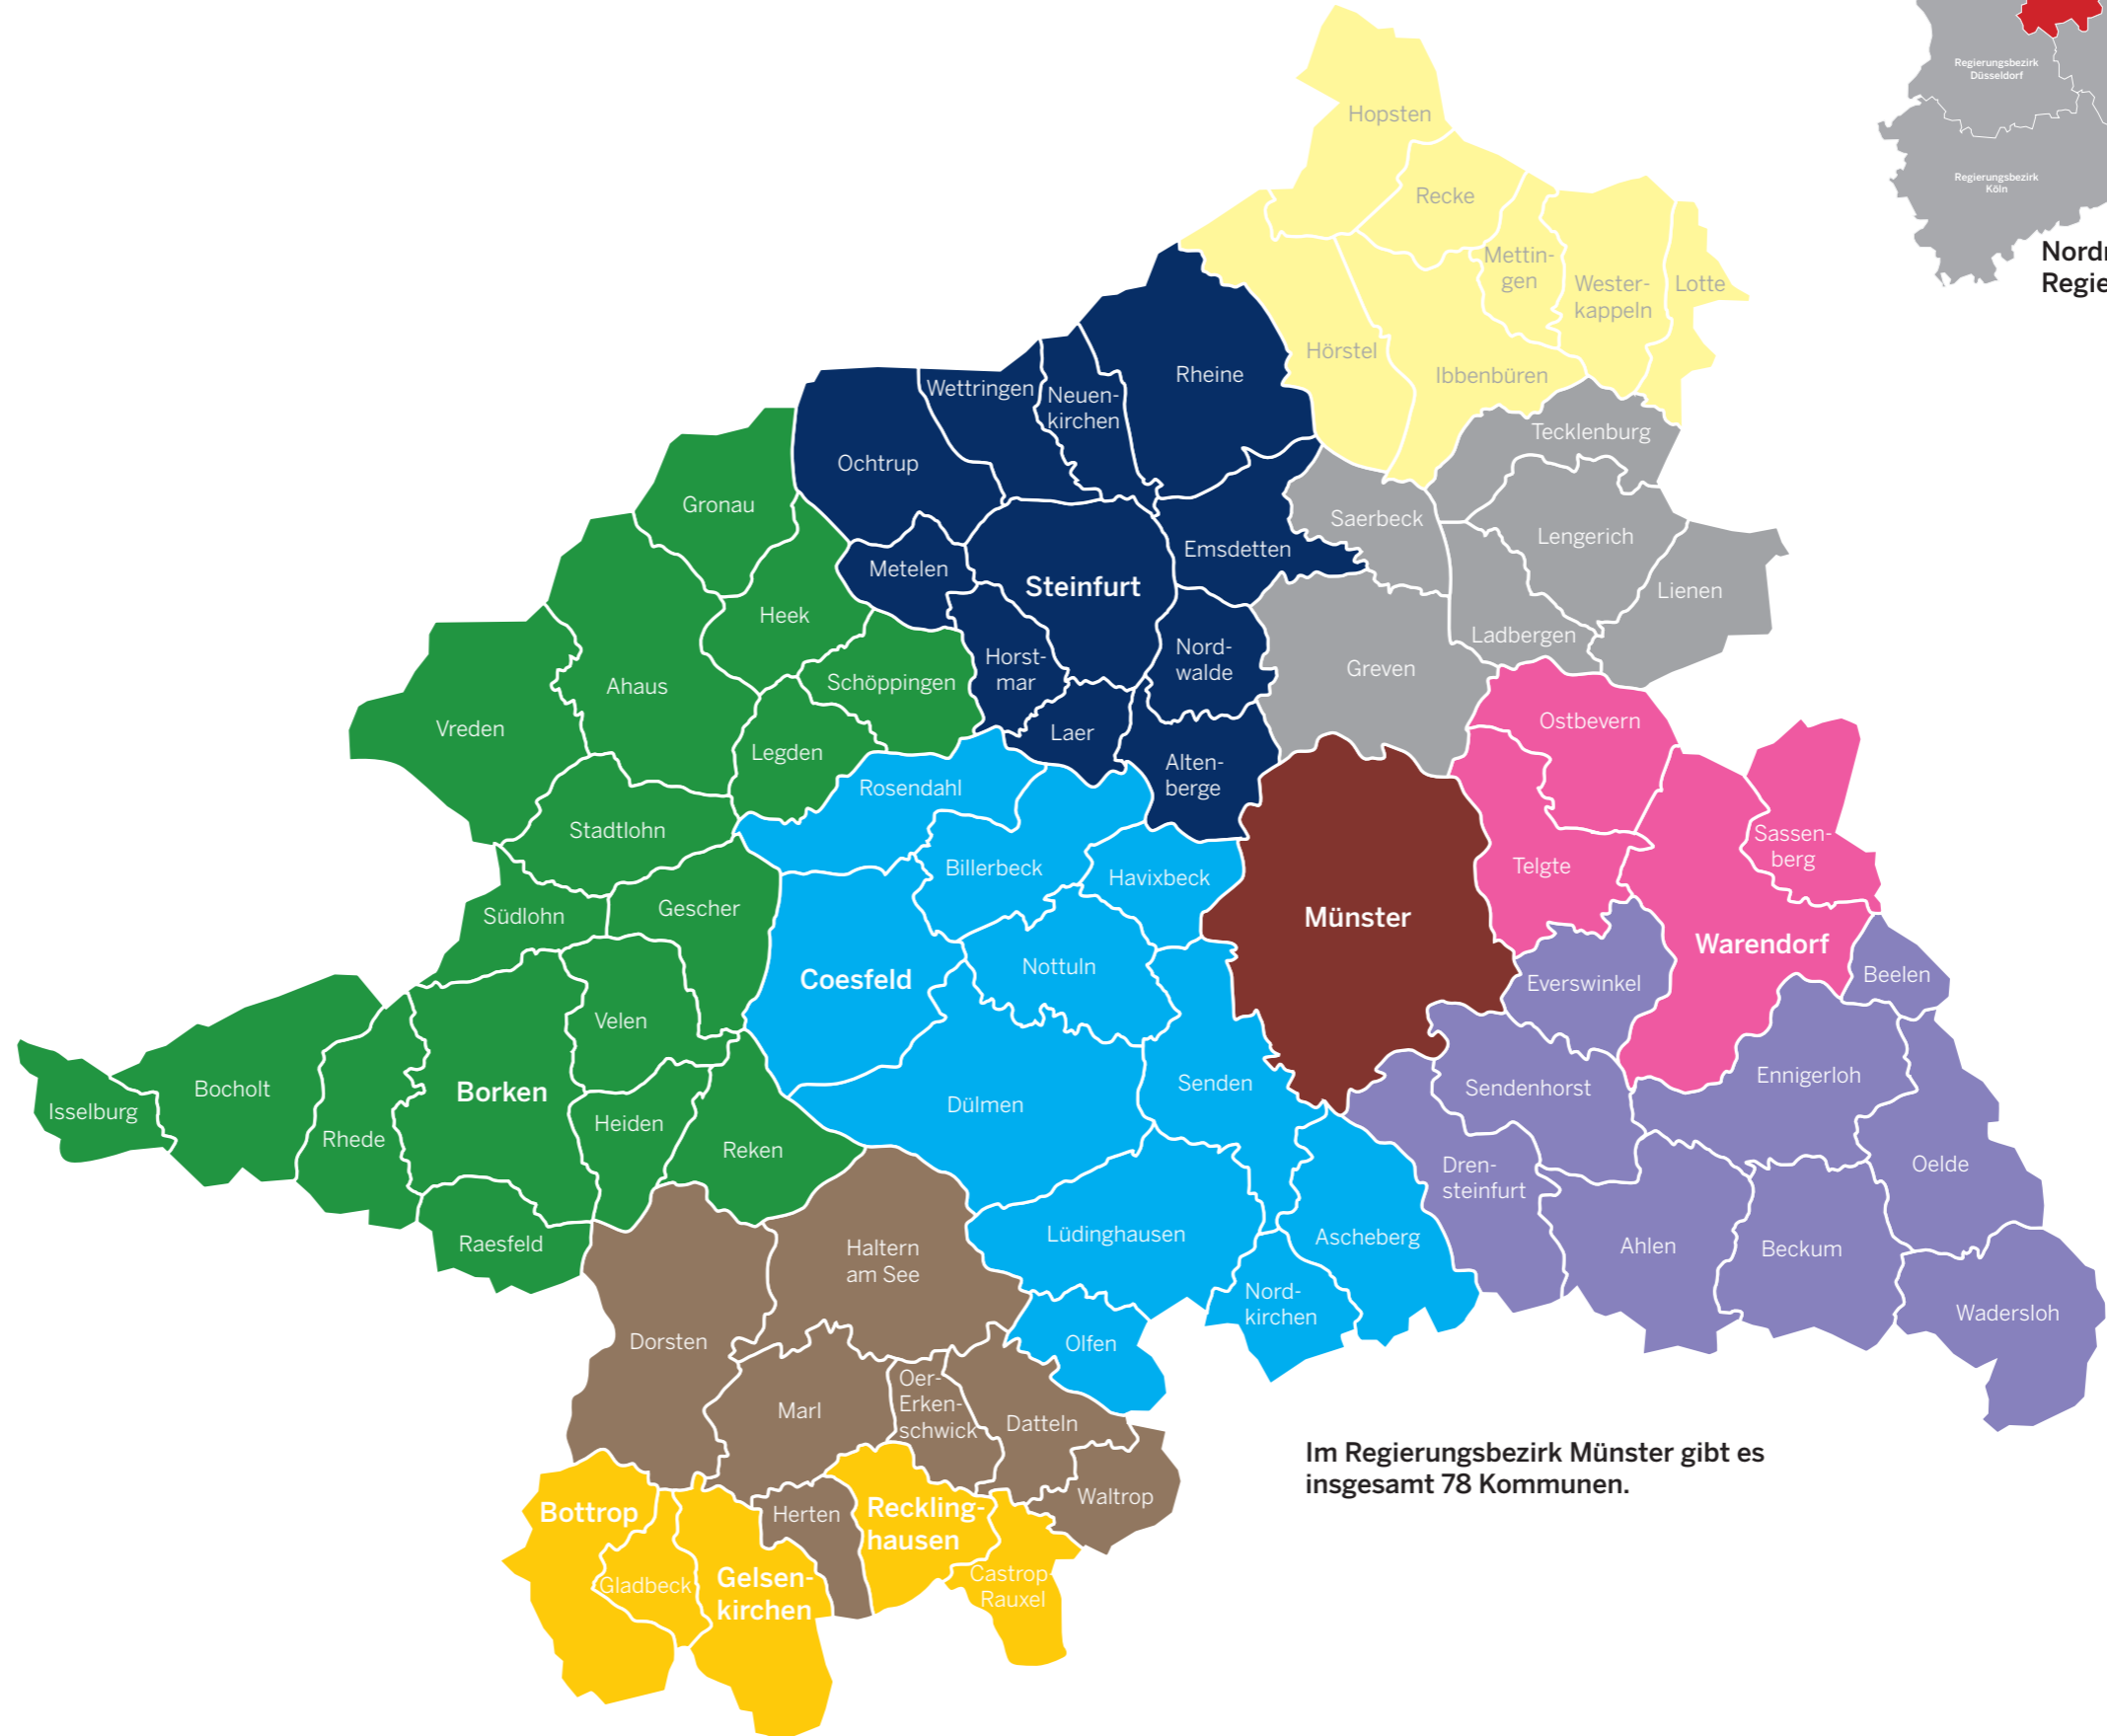 Regierungsbezirk
Düsseldorf
Regierungsbezirk
Köln
Nordr
Regie
Hopsten
Recke
Mettin-
gen
Wester-
kappeln
Lotte
Hörstel
Ibbenbüren
Rheine
Wettringen
Neuen-
kirchen
Ochtrup
Tecklenburg
Gronau
Saerbeck
Lengerich
Emsdetten
Metelen
Steinfurt
Lienen
Heek
Ladbergen
Nord-
walde
Horst-
mar
Greven
Schöppingen
Ahaus
Ostbevern
Vreden
Laer
Legden
Alten-
berge
Rosendahl
Stadtlohn
Sassen-
berg
Billerbeck
Telgte
Havixbeck
Gescher
Südlohn
Münster
Warendorf
Nottuln
Beelen
Coesfeld
Everswinkel
Velen
Ennigerloh
Senden
Sendenhorst
Bocholt
Borken
Dülmen
Isselburg
Heiden
Rhede
Reken
Oelde
Dren-
steinfurt
Lüdinghausen
Ascheberg
Raesfeld
Haltern
am See
Ahlen
Beckum
Nord-
kirchen
Wadersloh
Dorsten
Olfen
Oer-
Erken-
schwick
Marl
Datteln
Im Regierungsbezirk Münster gibt es
insgesamt 78 Kommunen.
Waltrop
Bottrop
Herten
Reckling-
hausen
Gladbeck
Gelsen-
kirchen
Castrop-
Rauxel